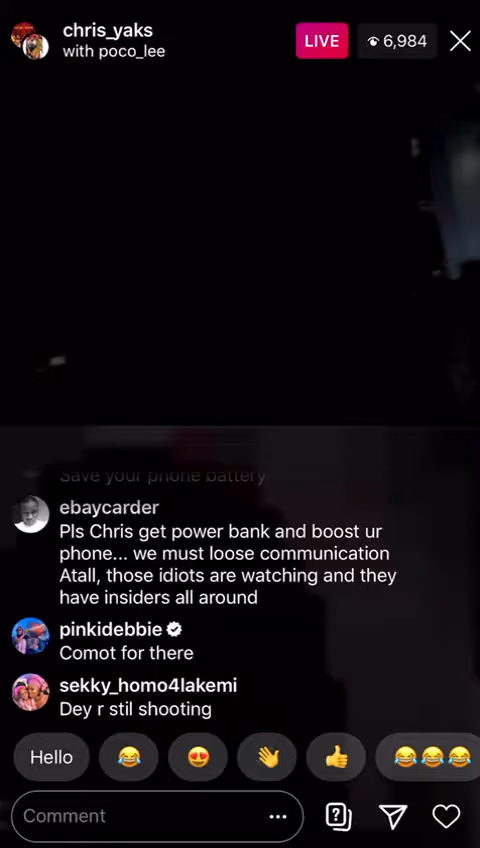 chris_yaks
with poco_lee
LIVE
6,984
Save your phone battery
ebaycarder
Pls Chris get power bank and boost ur
phone... we must loose communication
Atall, those idiots are watching and they
have insiders all around
pinkidebbie
Comot for there
sekky_homo4lakemi
Dey r stil shooting
Hello
Comment